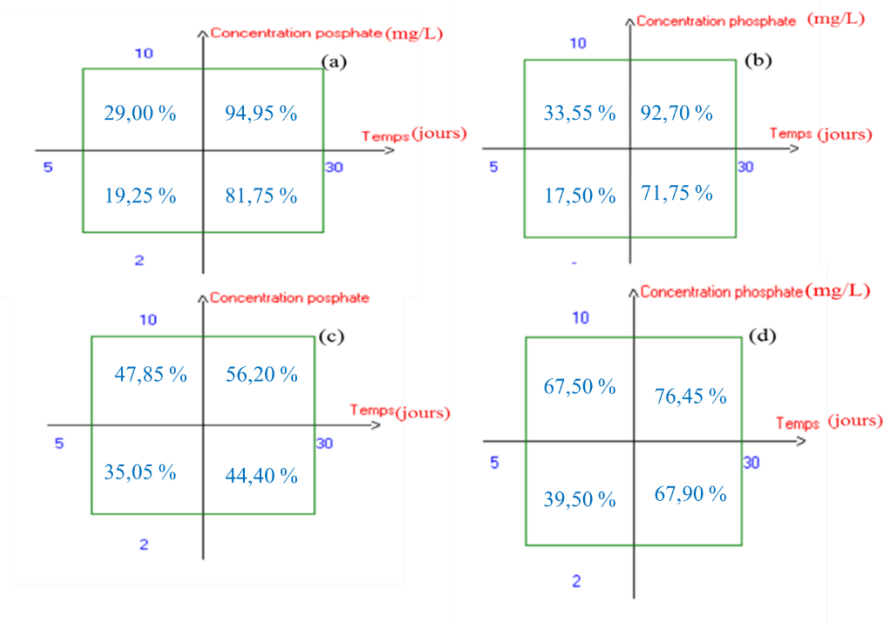 Concentration posphate (mg/L)
10
(a)
29,00 % 94,95 %
Temps (jours)
5
30
19,25 % 81,75 %
2
Concentration phosphate (mg/L)
10
(b)
33,55 % 92,70 %
Temps (jours)
5
30
17,50 % 71,75 %
-
Concentration posphate
10
(c)
47,85 % 56,20 %
Temps (jours)
5
30
35,05 % 44,40 %
2
Concentration phosphate (mg/L)
10
(d)
67,50 % 76,45 %
Temps (jours)
5
30
39,50 % 67,90 %
2